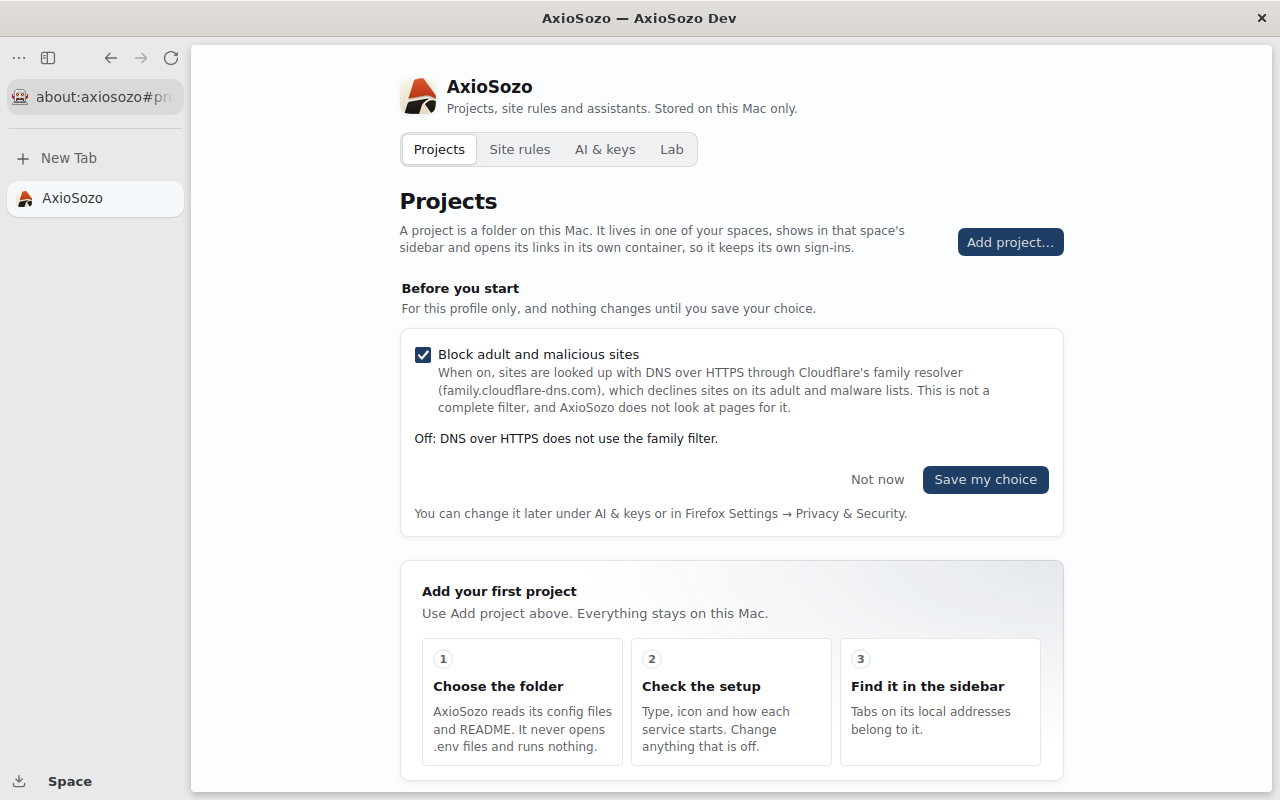 AxioSozo — AxioSozo Dev
about:axiosozo#pro
New Tab
AxioSozo
Space
AxioSozo
Projects, site rules and assistants. Stored on this Mac only.
Projects
Site rules
AI & keys
Lab
Projects
A project is a folder on this Mac. It lives in one of your spaces, shows in that space's
sidebar and opens its links in its own container, so it keeps its own sign-ins.
Add project…
Before you start
For this profile only, and nothing changes until you save your choice.
Block adult and malicious sites
When on, sites are looked up with DNS over HTTPS through Cloudflare's family resolver
(family.cloudflare-dns.com), which declines sites on its adult and malware lists. This is not a
complete filter, and AxioSozo does not look at pages for it.
Off: DNS over HTTPS does not use the family filter.
Not now
Save my choice
You can change it later under AI & keys or in Firefox Settings → Privacy & Security.
Add your first project
Use Add project above. Everything stays on this Mac.
1
Choose the folder
AxioSozo reads its config files
and README. It never opens
.env files and runs nothing.
2
Check the setup
Type, icon and how each
service starts. Change
anything that is off.
3
Find it in the sidebar
Tabs on its local addresses
belong to it.